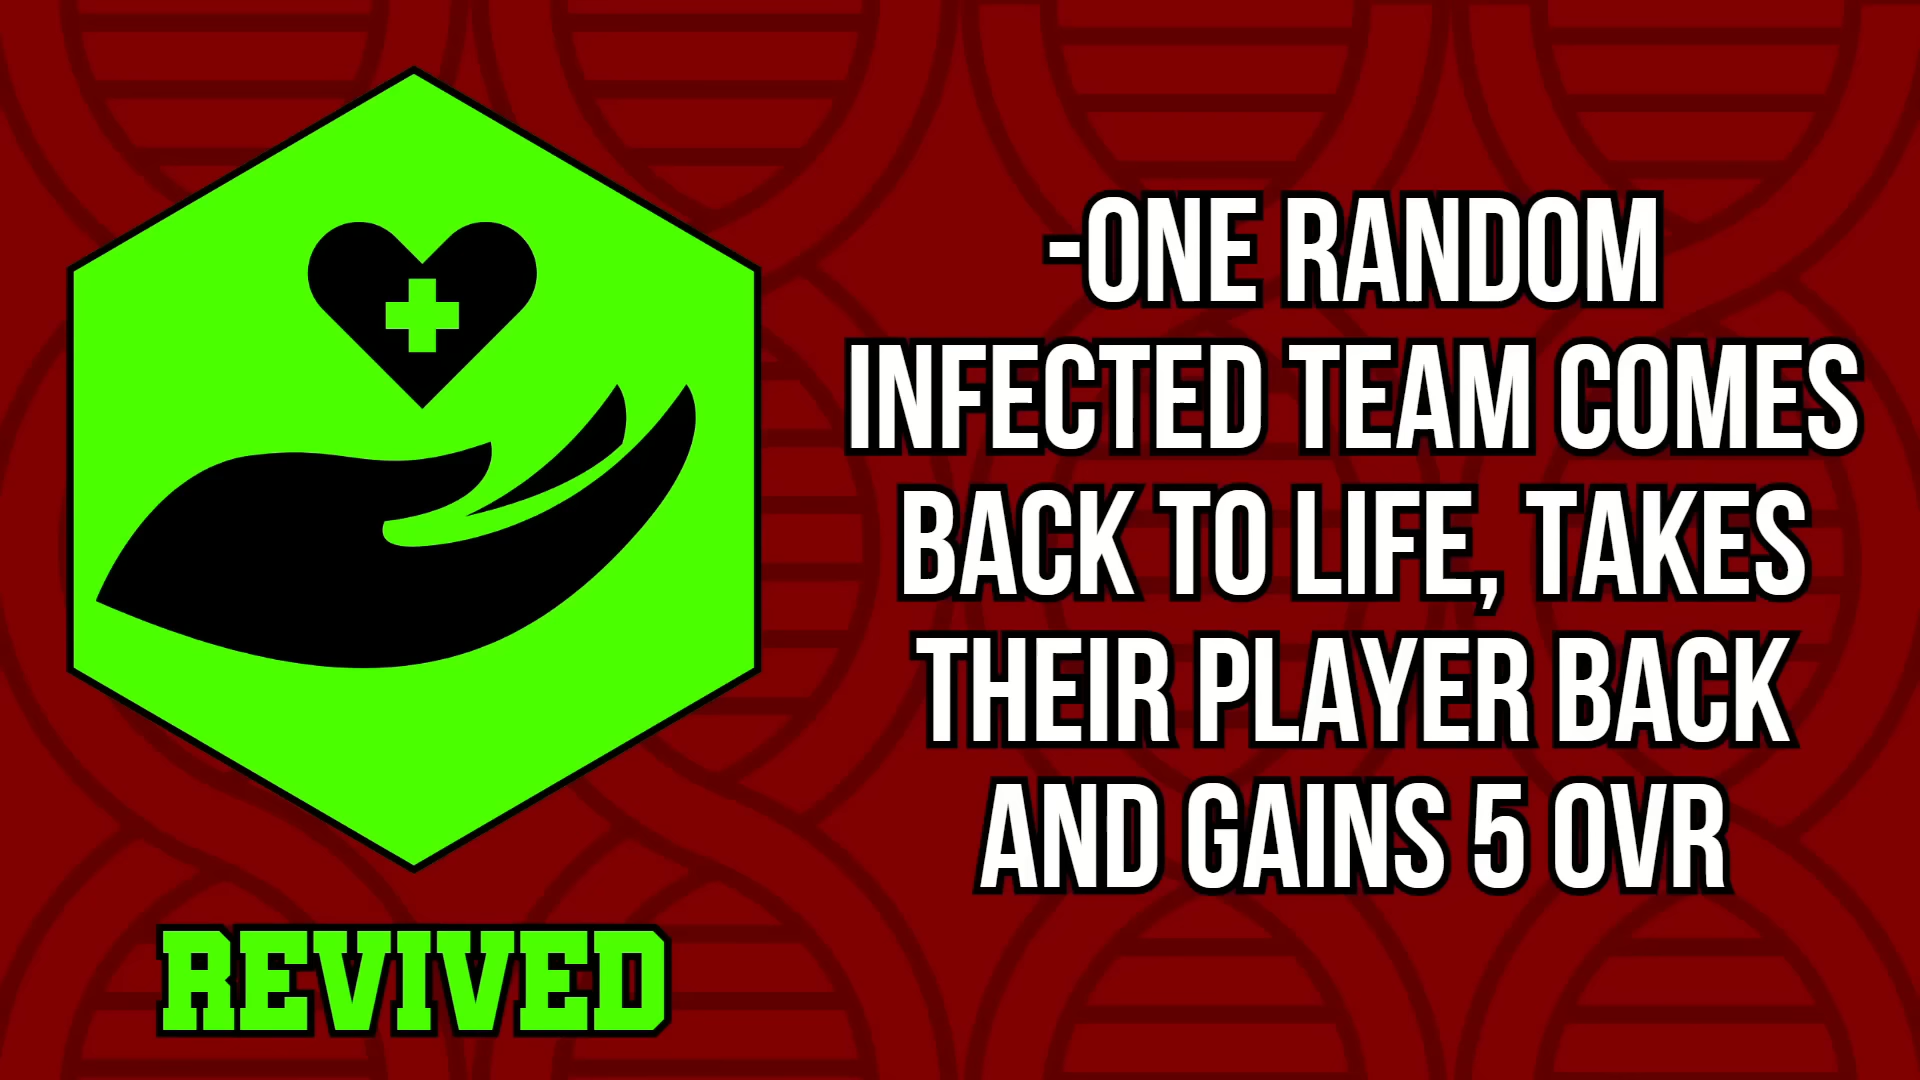 -ONE RANDOM
INFECTED TEAM COMES
BACK TO LIFE, TAKES
THEIR PLAYER BACK
AND GAINS 5 OVR
REVIVED